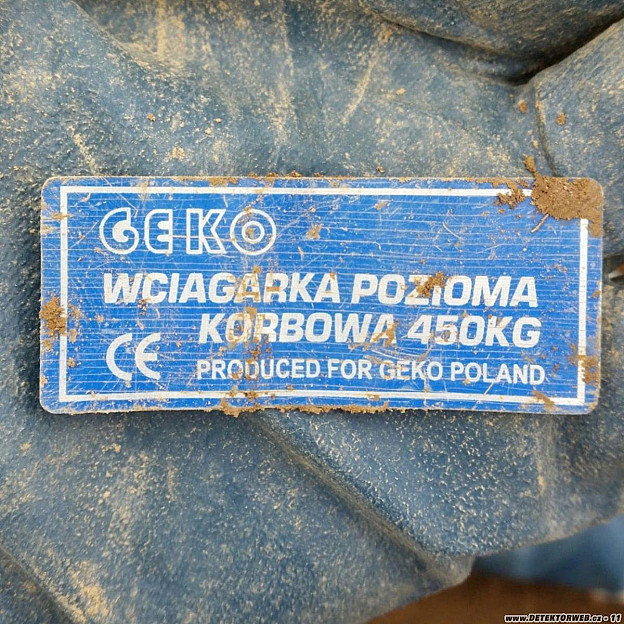 GEKO
WCIAGARKA POZIOMA
KORBOWA 450KG
CE
PRODUCED FOR GEKO POLAND
www.DETEKTORWEB.cz - 11